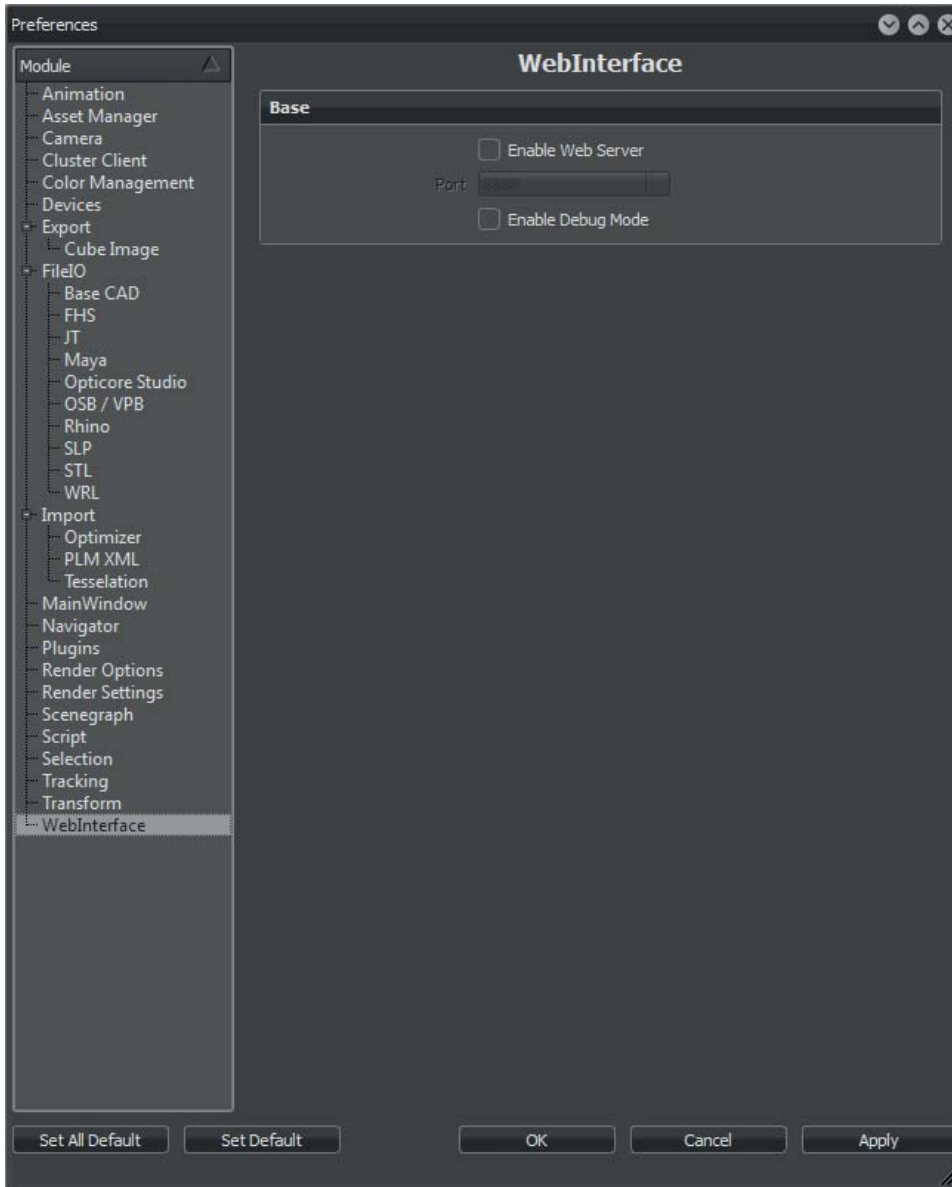 Preferences
Module
Animation
Asset Manager
Camera
Cluster Client
Color Management
Devices
Export
Cube Image
FileIO
Base CAD
FHS
JT
Maya
Opticore Studio
OSB / VPB
Rhino
SLP
STL
WRL
Import
Optimizer
PLM XML
Tesselation
MainWindow
Navigator
Plugins
Render Options
Render Settings
Scenegraph
Script
Selection
Tracking
Transform
WebInterface
WebInterface
Base
Enable Web Server
Port
Enable Debug Mode
Set All Default
Set Default
OK
Cancel
Apply